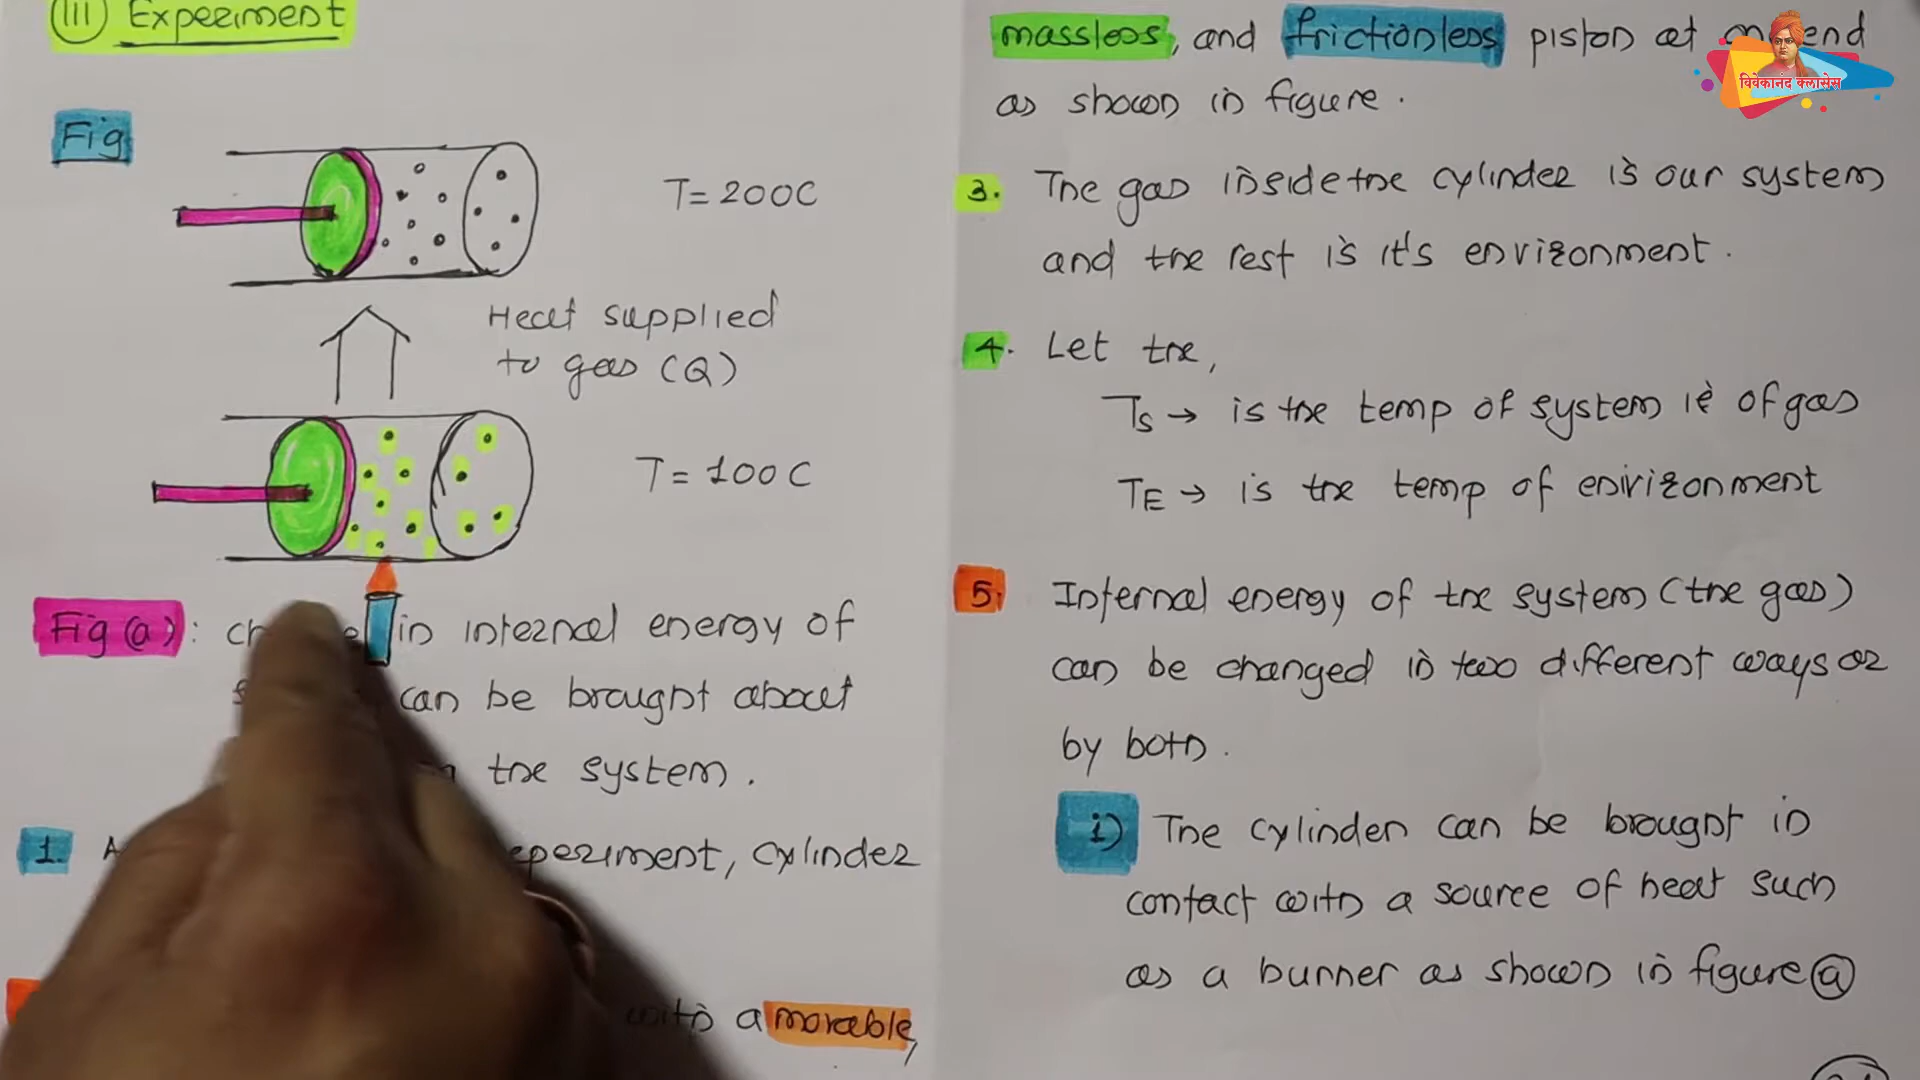 III Experiment
Fig
T = 200C
Heat supplied
to gas (Q)
T = 100C
Fig (a) : in internal energy of
can be brought about
the system.
1.
, cylinder
with a movable,
massless, and frictionless piston at end
as shown in figure.
3. The gas inside the cylinder is our system
and the rest is it's environment.
4. Let the,
Ts → is the temp of system ie of gas
TE → is the temp of environment
5. Internal energy of the system (the gas)
can be changed in two different ways or
by both.
i) The cylinder can be brought in
contact with a source of heat such
as a burner as shown in figure (a)
विवेकानंद क्लासेस